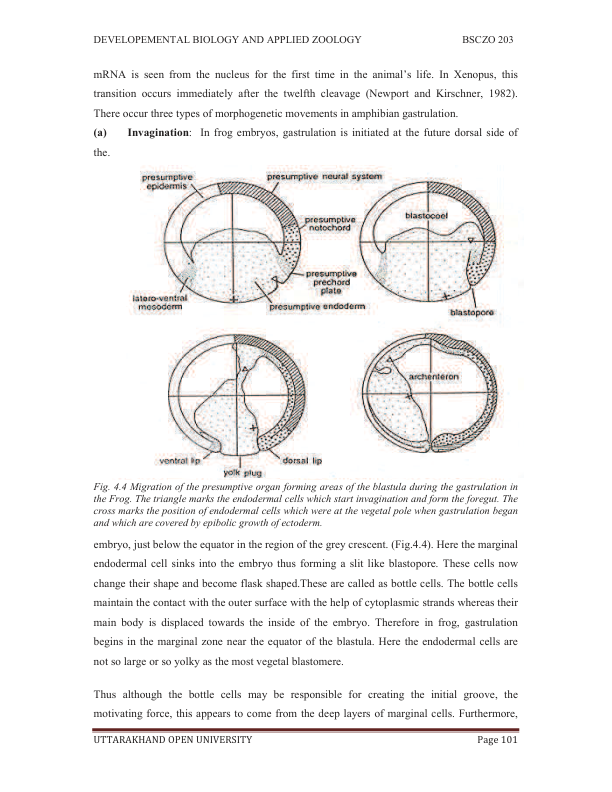 DEVELOPEMENTAL BIOLOGY AND APPLIED ZOOLOGY BSCZO 203
mRNA is seen from the nucleus for the first time in the animal's life. In Xenopus, this
transition occurs immediately after the twelfth cleavage (Newport and Kirschner, 1982).
There occur three types of morphogenetic movements in amphibian gastrulation.
(a) Invagination: In frog embryos, gastrulation is initiated at the future dorsal side of
the.
presumptive epidermis
presumptive neural system
presumptive notochord
blastocoel
presumptive prechord plate
latero-ventral mesoderm
presumptive endoderm
blastopore
archenteron
ventral lip
dorsal lip
yolk plug
Fig. 4.4 Migration of the presumptive organ forming areas of the blastula during the gastrulation in
the Frog. The triangle marks the endodermal cells which start invagination and form the foregut. The
cross marks the position of endodermal cells which were at the vegetal pole when gastrulation began
and which are covered by epibolic growth of ectoderm.
embryo, just below the equator in the region of the grey crescent. (Fig.4.4). Here the marginal
endodermal cell sinks into the embryo thus forming a slit like blastopore. These cells now
change their shape and become flask shaped.These are called as bottle cells. The bottle cells
maintain the contact with the outer surface with the help of cytoplasmic strands whereas their
main body is displaced towards the inside of the embryo. Therefore in frog, gastrulation
begins in the marginal zone near the equator of the blastula. Here the endodermal cells are
not so large or so yolky as the most vegetal blastomere.
Thus although the bottle cells may be responsible for creating the initial groove, the
motivating force, this appears to come from the deep layers of marginal cells. Furthermore,
UTTARAKHAND OPEN UNIVERSITY Page 101